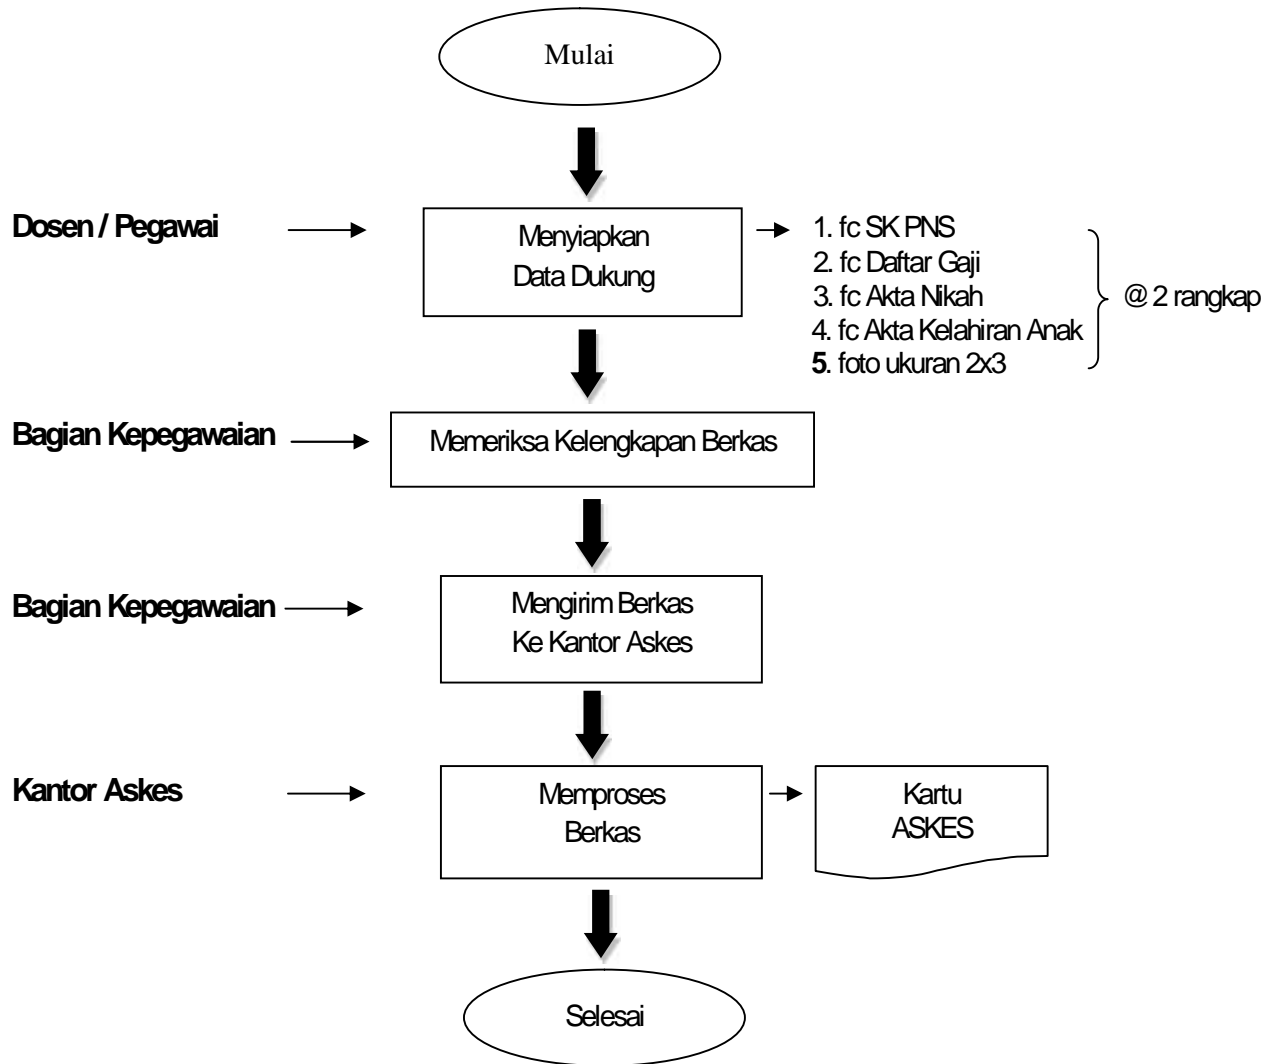 Mulai
Dosen / Pegawai
Menyiapkan
Data Dukung
1. fc SK PNS
2. fc Daftar Gaji
3. fc Akta Nikah
4. fc Akta Kelahiran Anak
5. foto ukuran 2x3
@ 2 rangkap
Bagian Kepegawaian
Memeriksa Kelengkapan Berkas
Bagian Kepegawaian
Mengirim Berkas
Ke Kantor Askes
Kantor Askes
Memproses
Berkas
Kartu
ASKES
Selesai